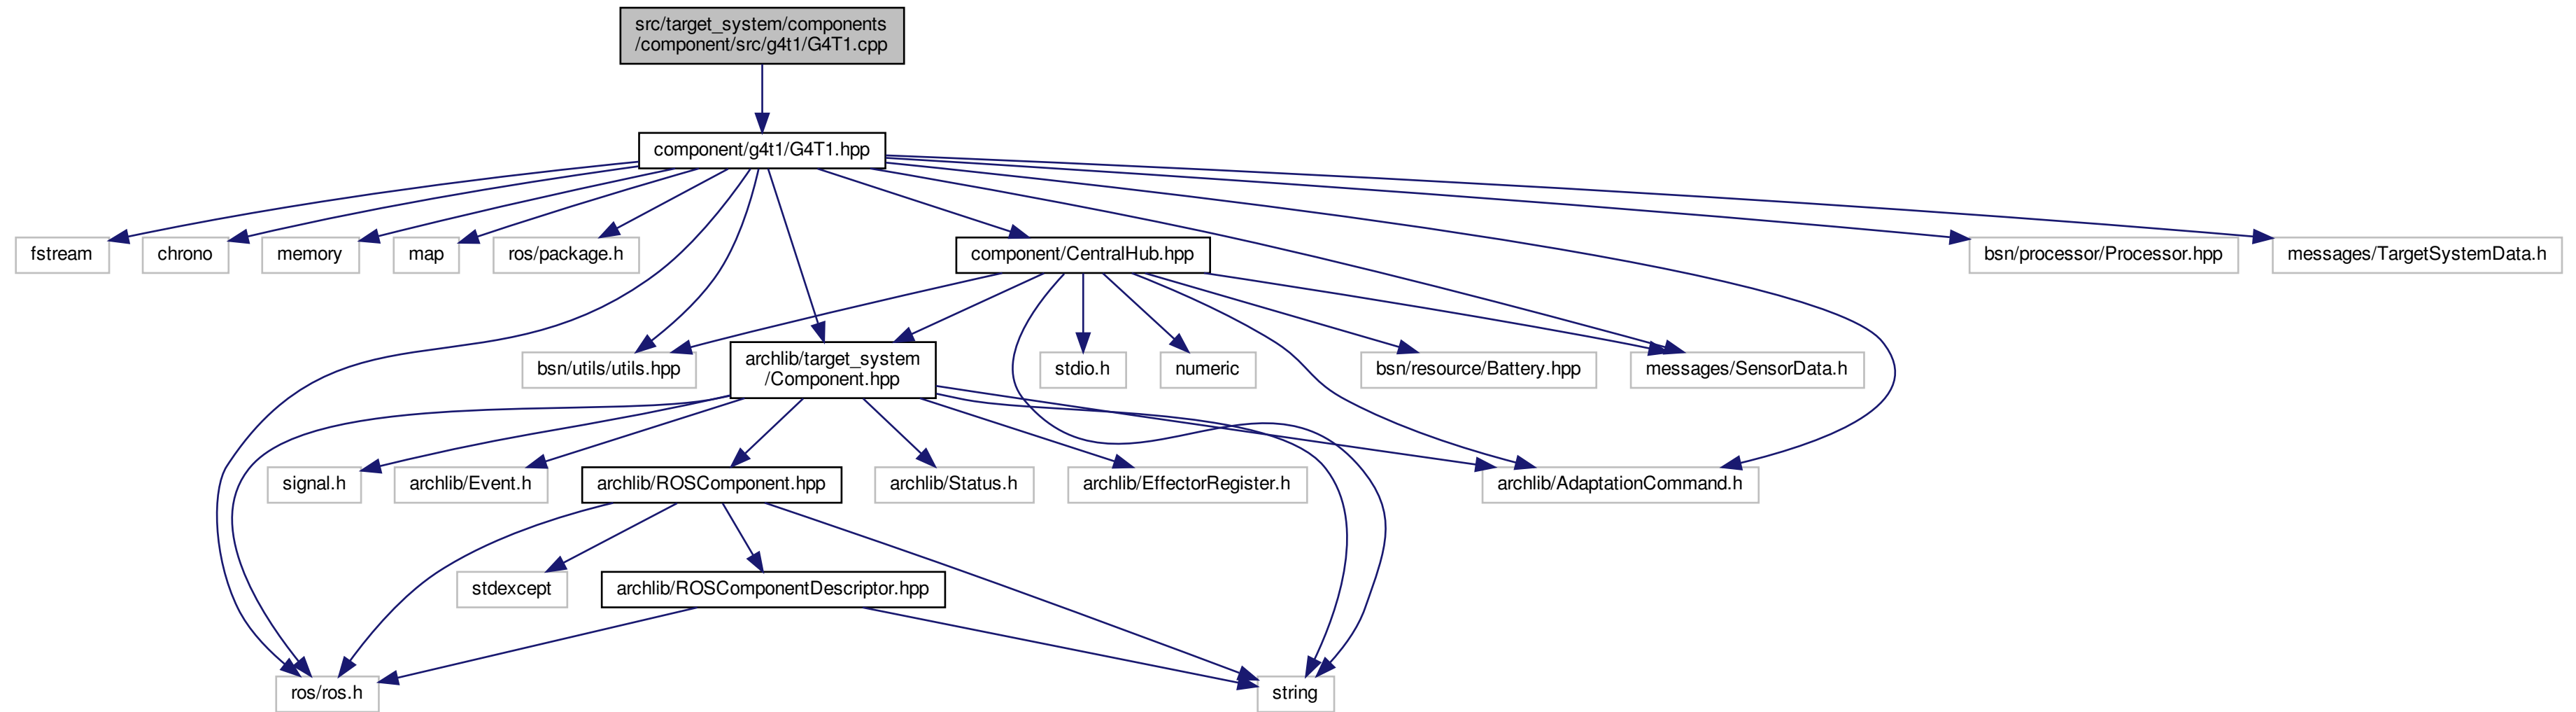 src/target_system/components
/component/src/g4t1/G4T1.cpp
component/g4t1/G4T1.hpp
fstream
chrono
memory
map
ros/package.h
component/CentralHub.hpp
bsn/processor/Processor.hpp
messages/TargetSystemData.h
bsn/utils/utils.hpp
archlib/target_system
/Component.hpp
stdio.h
numeric
bsn/resource/Battery.hpp
messages/SensorData.h
signal.h
archlib/Event.h
archlib/ROSComponent.hpp
archlib/Status.h
archlib/EffectorRegister.h
archlib/AdaptationCommand.h
stdexcept
archlib/ROSComponentDescriptor.hpp
ros/ros.h
string